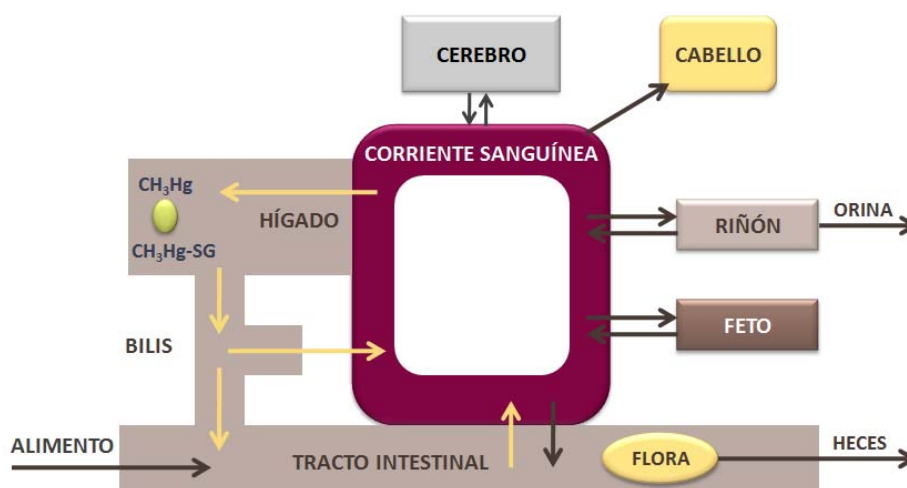 CEREBRO
CABELLO
CORRIENTE SANGUÍNEA
CH₃Hg
HÍGADO
CH₃Hg-SG
RIÑÓN
ORINA
BILIS
FETO
ALIMENTO
TRACTO INTESTINAL
FLORA
HECES